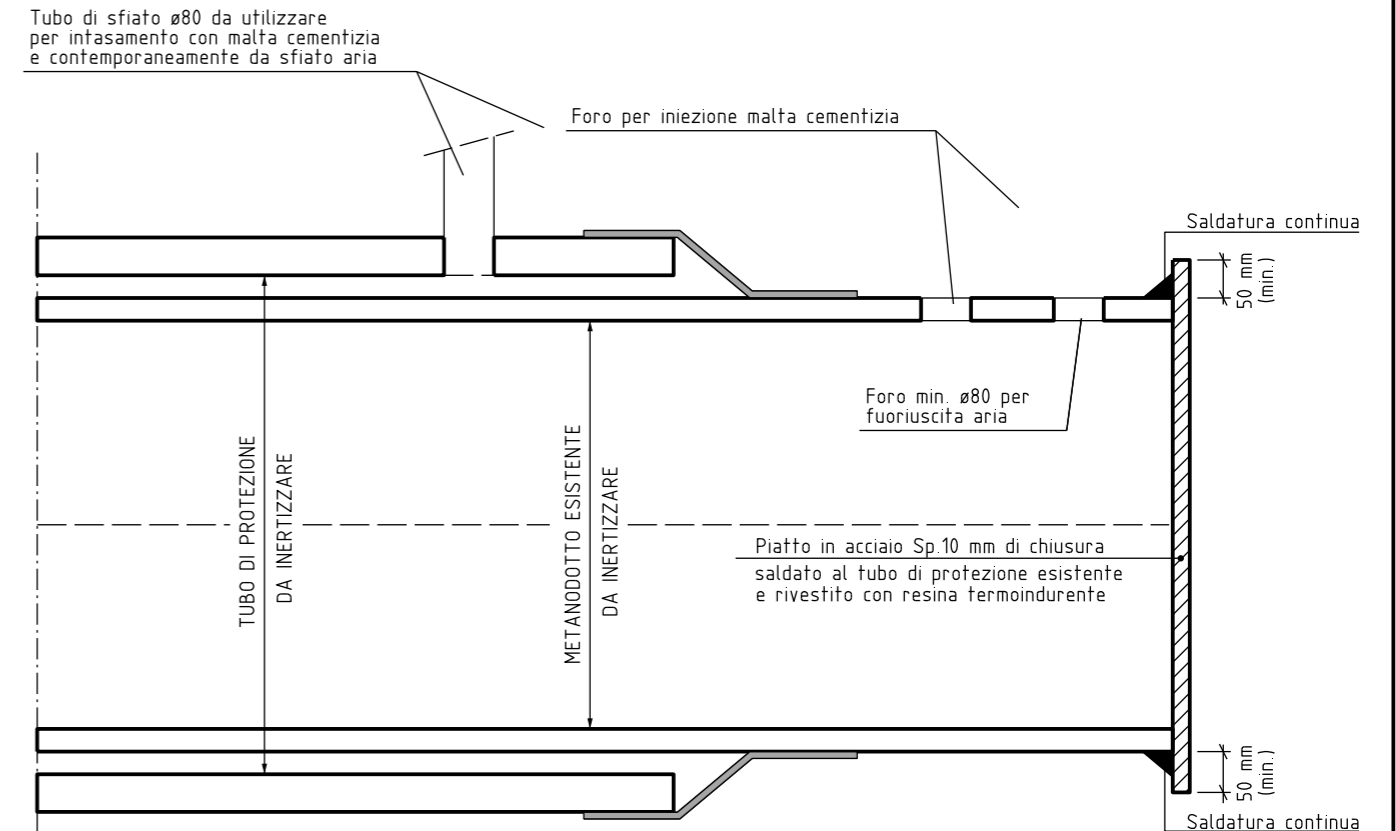 Tubo di sfiato ø80 da utilizzare
per intasamento con malta cementizia
e contemporaneamente da sfiato aria
Foro per iniezione malta cementizia
Saldatura continua
50 mm
(min.)
Foro min. ø80 per
fuoriuscita aria
TUBO DI PROTEZIONE
DA INERTIZZARE
METANODOTTO ESISTENTE
DA INERTIZZARE
Piatto in acciaio Sp.10 mm di chiusura
saldato al tubo di protezione esistente
e rivestito con resina termoindurente
50 mm
(min.)
Saldatura continua